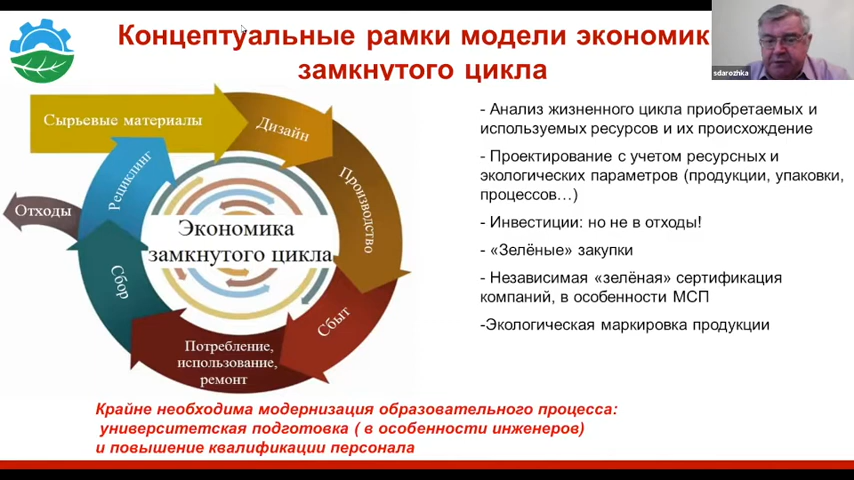 Концептуальные рамки модели экономик
замкнутого цикла
sdarozhka
Сырьевые материалы
Дизайн
Производство
Сбыт
Потребление,
использование,
ремонт
Сбор
Рециклинг
Отходы
Экономика
замкнутого цикла
- Анализ жизненного цикла приобретаемых и
используемых ресурсов и их происхождение
- Проектирование с учетом ресурсных и
экологических параметров (продукции, упаковки,
процессов…)
- Инвестиции: но не в отходы!
- «Зелёные» закупки
- Независимая «зелёная» сертификация
компаний, в особенности МСП
-Экологическая маркировка продукции
Крайне необходима модернизация образовательного процесса:
университетская подготовка ( в особенности инженеров)
и повышение квалификации персонала